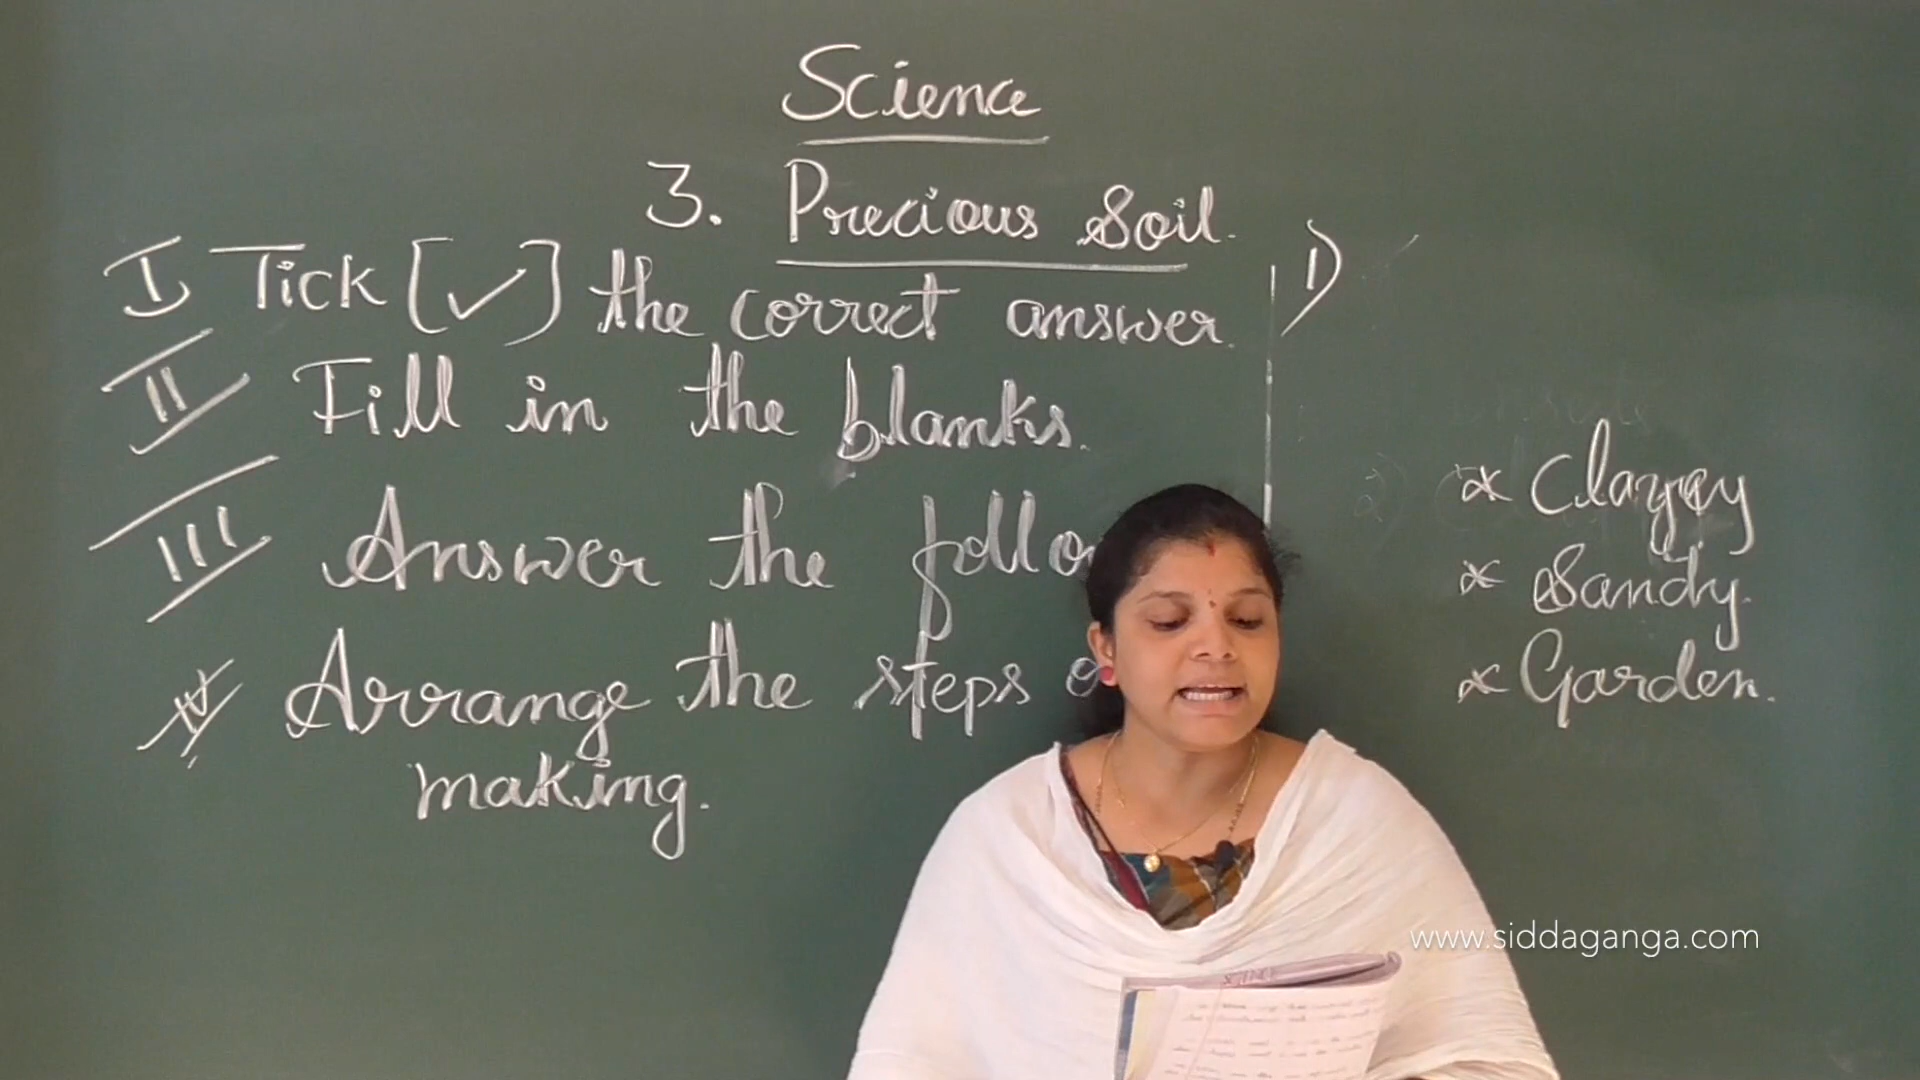 Science
3. Precious Soil.
I Tick [✓] the correct answer.
II Fill in the blanks.
III Answer the
IV Arrange the steps
making.
1)
* Clayey
* Sandy.
* Garden.
www.siddaganga.com
SCIENCE